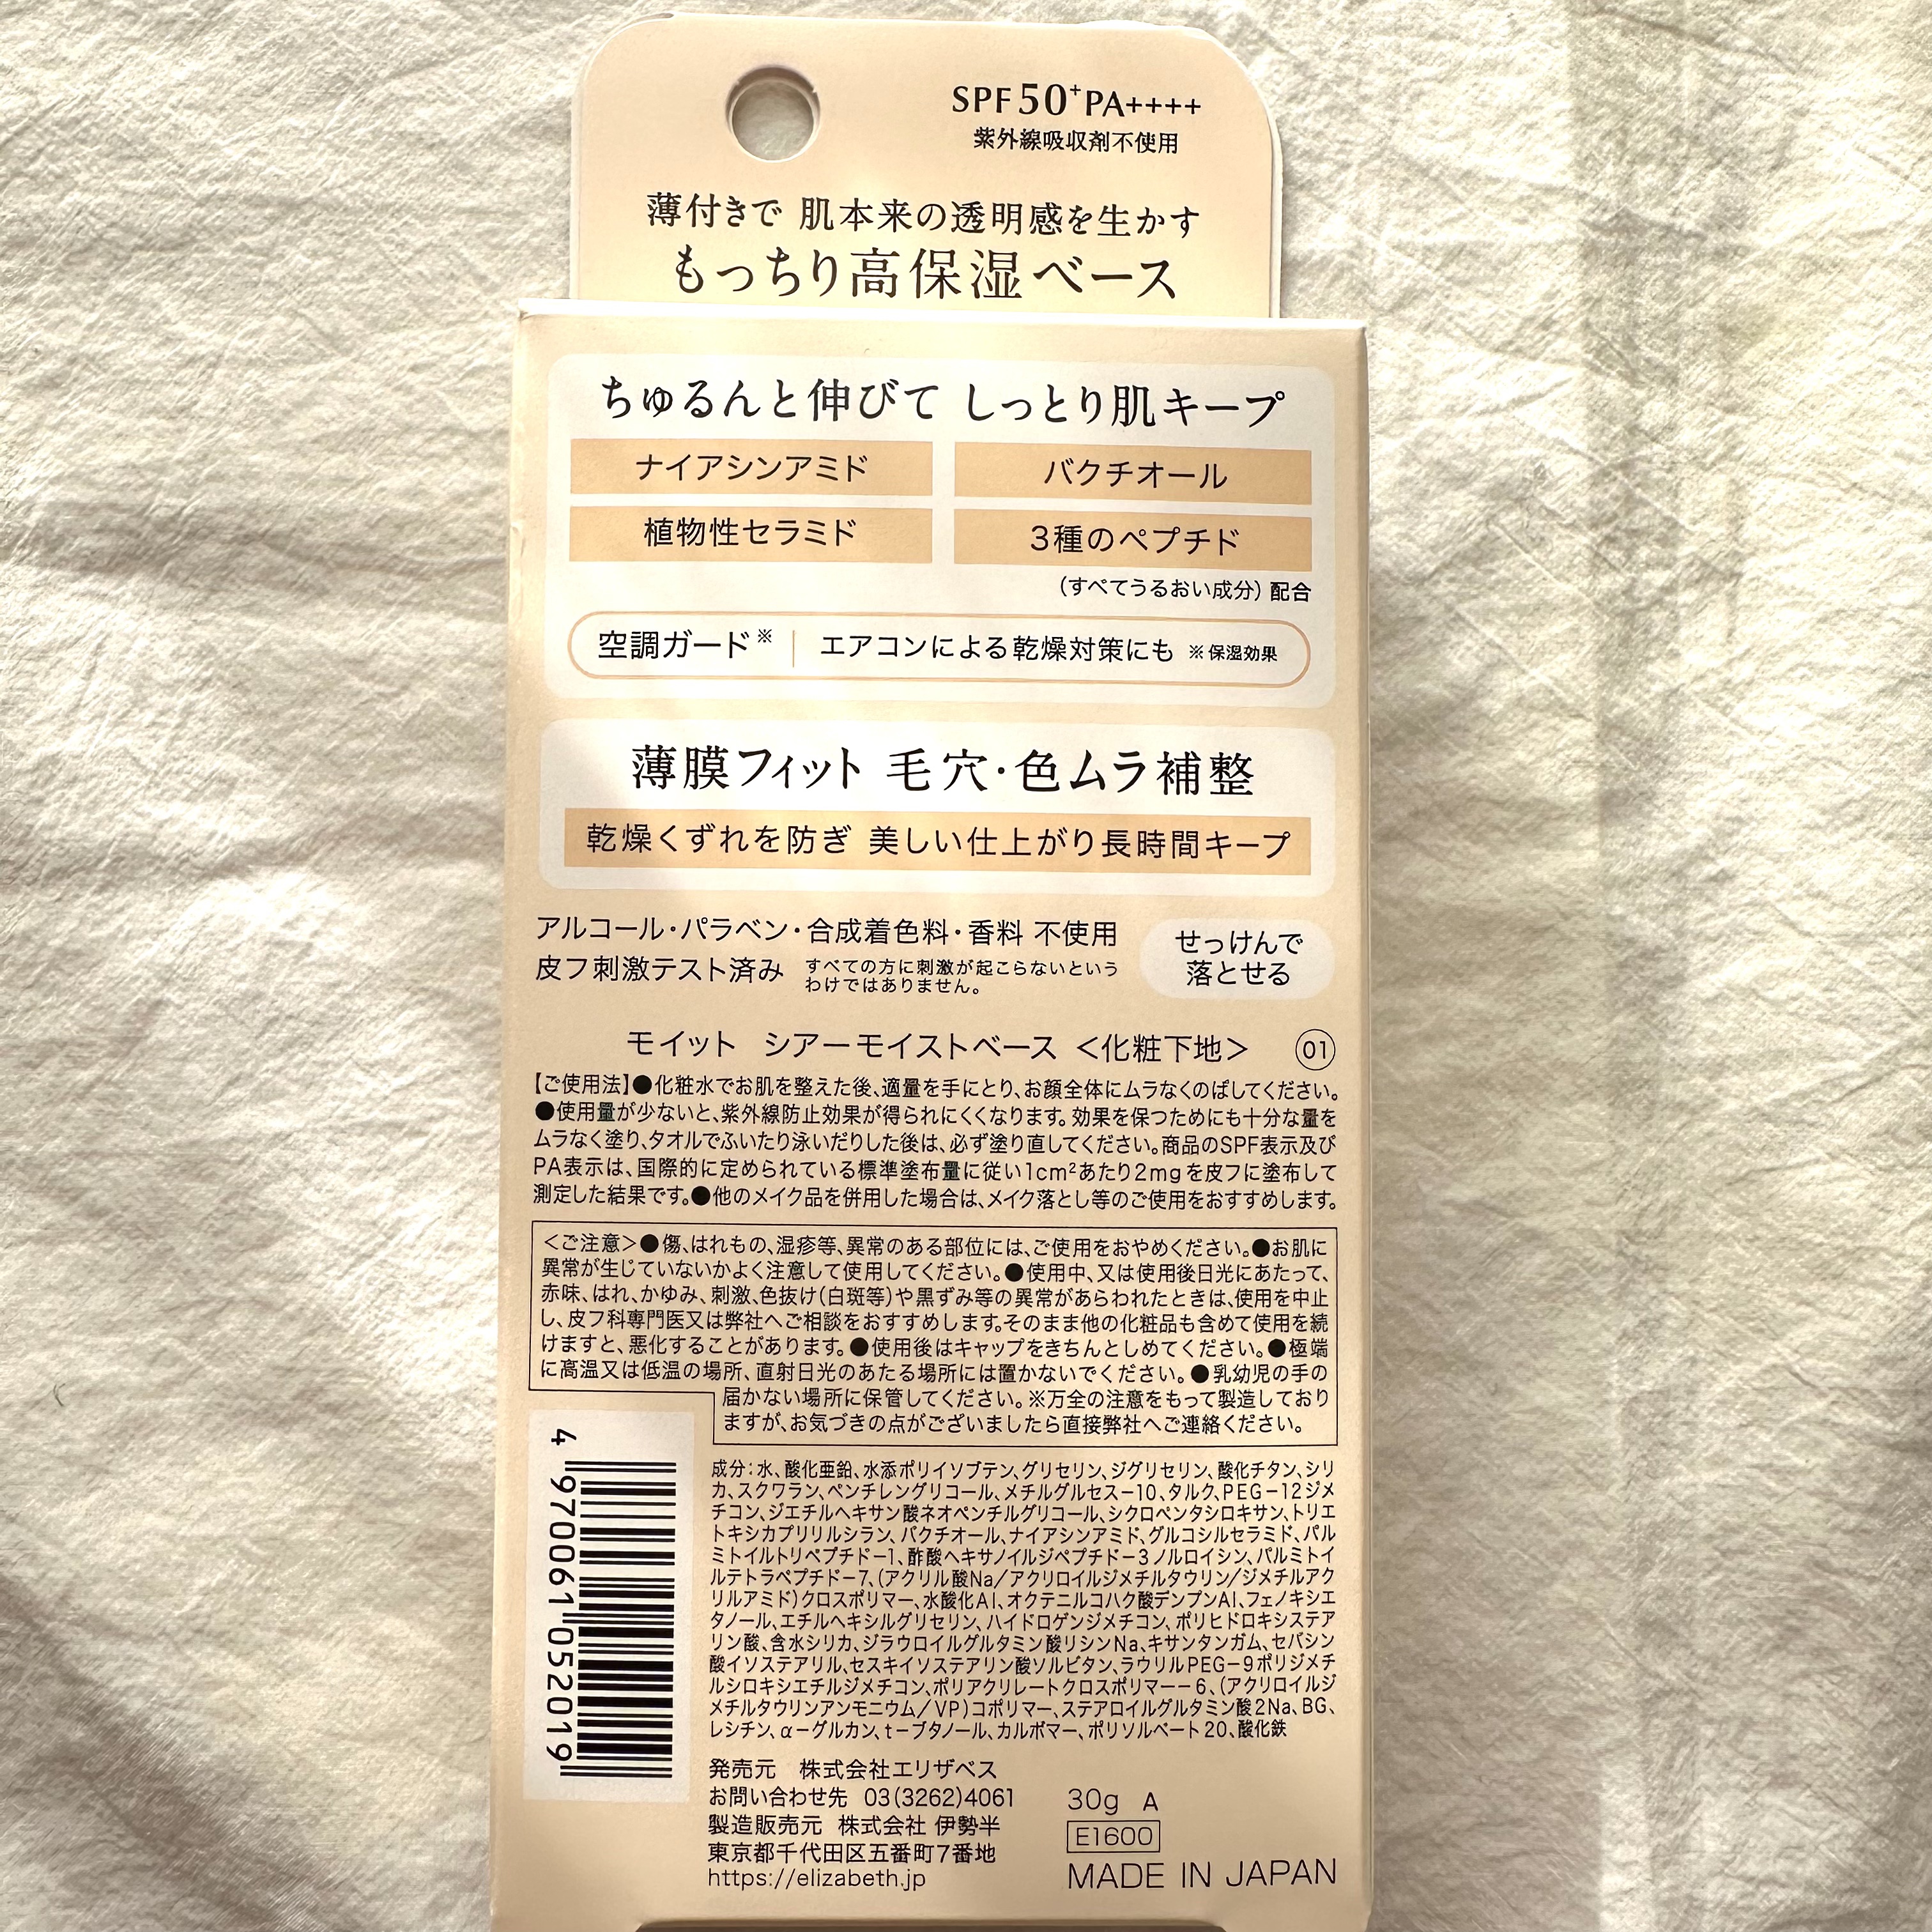 SPF50⁺PA++++
紫外線吸収剤不使用
薄付きで 肌本来の透明感を生かす
もっちり高保湿ベース
ちゅるんと伸びて しっとり肌キープ
ナイアシンアミド
バクチオール
植物性セラミド
3種のペプチド
(すべてうるおい成分)配合
空調ガード※ エアコンによる乾燥対策にも ※保湿効果
薄膜フィット 毛穴・色ムラ補整
乾燥くずれを防ぎ 美しい仕上がり長時間キープ
アルコール・パラベン・合成着色料・香料 不使用
皮フ刺激テスト済み すべての方に刺激が起こらないという
わけではありません。
せっけんで
落とせる
モイット シアーモイストベース <化粧下地> 01
【ご使用法】●化粧水でお肌を整えた後、適量を手にとり、お顔全体にムラなくのばしてください。
●使用量が少ないと、紫外線防止効果が得られにくくなります。効果を保つためにも十分な量を
ムラなく塗り、タオルでふいたり泳いだりした後は、必ず塗り直してください。商品のSPF表示及び
PA表示は、国際的に定められている標準塗布量に従い1cm²あたり2mgを皮フに塗布して
測定した結果です。●他のメイク品を併用した場合は、メイク落とし等のご使用をおすすめします。
<ご注意>●傷、はれもの、湿疹等、異常のある部位には、ご使用をおやめください。●お肌に
異常が生じていないかよく注意して使用してください。●使用中、又は使用後日光にあたって、
赤味、はれ、かゆみ、刺激、色抜け(白斑等)や黒ずみ等の異常があらわれたときは、使用を中止
し、皮フ科専門医又は弊社へご相談をおすすめします。そのまま他の化粧品も含めて使用を続
けますと、悪化することがあります。●使用後はキャップをきちんとしめてください。●極端
に高温又は低温の場所、直射日光のあたる場所には置かないでください。●乳幼児の手の
届かない場所に保管してください。※万全の注意をもって製造しており
ますが、お気づきの点がございましたら直接弊社へご連絡ください。
4 970061 052019
成分:水、酸化亜鉛、水添ポリイソブテン、グリセリン、ジグリセリン、酸化チタン、シリ
カ、スクワラン、ペンチレングリコール、メチルグルセス-10、タルク、PEG-12ジメ
チコン、ジエチルヘキサン酸ネオペンチルグリコール、シクロペンタシロキサン、トリエ
トキシカプリリルシラン、バクチオール、ナイアシンアミド、グルコシルセラミド、パル
ミトイルトリペプチド-1、酢酸ヘキサノイルジペプチド-3ノルロイシン、パルミトイ
ルテトラペプチド-7、(アクリル酸Na/アクリロイルジメチルタウリン/ジメチルアク
リルアミド)クロスポリマー、水酸化Al、オクテニルコハク酸デンプンAl、フェノキシエ
タノール、エチルヘキシルグリセリン、ハイドロゲンジメチコン、ポリヒドロキシステア
リン酸、含水シリカ、ジラウロイルグルタミン酸リシンNa、キサンタンガム、セバシン
酸イソステアリル、セスキイソステアリン酸ソルビタン、ラウリルPEG-9ポリジメチ
ルシロキシエチルジメチコン、ポリアクリレートクロスポリマー-6、(アクリロイルジ
メチルタウリンアンモニウム/VP)コポリマー、ステアロイルグルタミン酸2Na、BG、
レシチン、α-グルカン、t-ブタノール、カルボマー、ポリソルベート20、酸化鉄
発売元 株式会社エリザベス
お問い合わせ先 03(3262)4061
製造販売元 株式会社 伊勢半
東京都千代田区五番町7番地
https://elizabeth.jp
30g A
E1600
MADE IN JAPAN